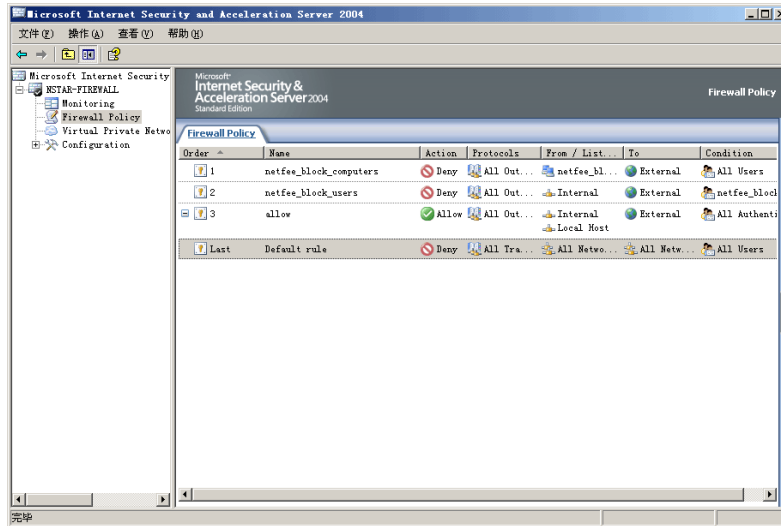 Microsoft Internet Security and Acceleration Server 2004
文件(F) 操作(A) 查看(V) 帮助(H)
Microsoft Internet Security
NSTAR-FIREWALL
Monitoring
Firewall Policy
Virtual Private Netwo
Configuration
Microsoft
Internet Security &
Acceleration Server 2004
Standard Edition
Firewall Policy
Firewall Policy
Order Name Action Protocols From / List... To Condition
1 netfee_block_computers Deny All Out... netfee_bl... External All Users
2 netfee_block_users Deny All Out... Internal External netfee_block
3 allow Allow All Out... Internal External All Authenti
Local Host
Last Default rule Deny All Tra... All Netwo... All Netw... All Users
完毕